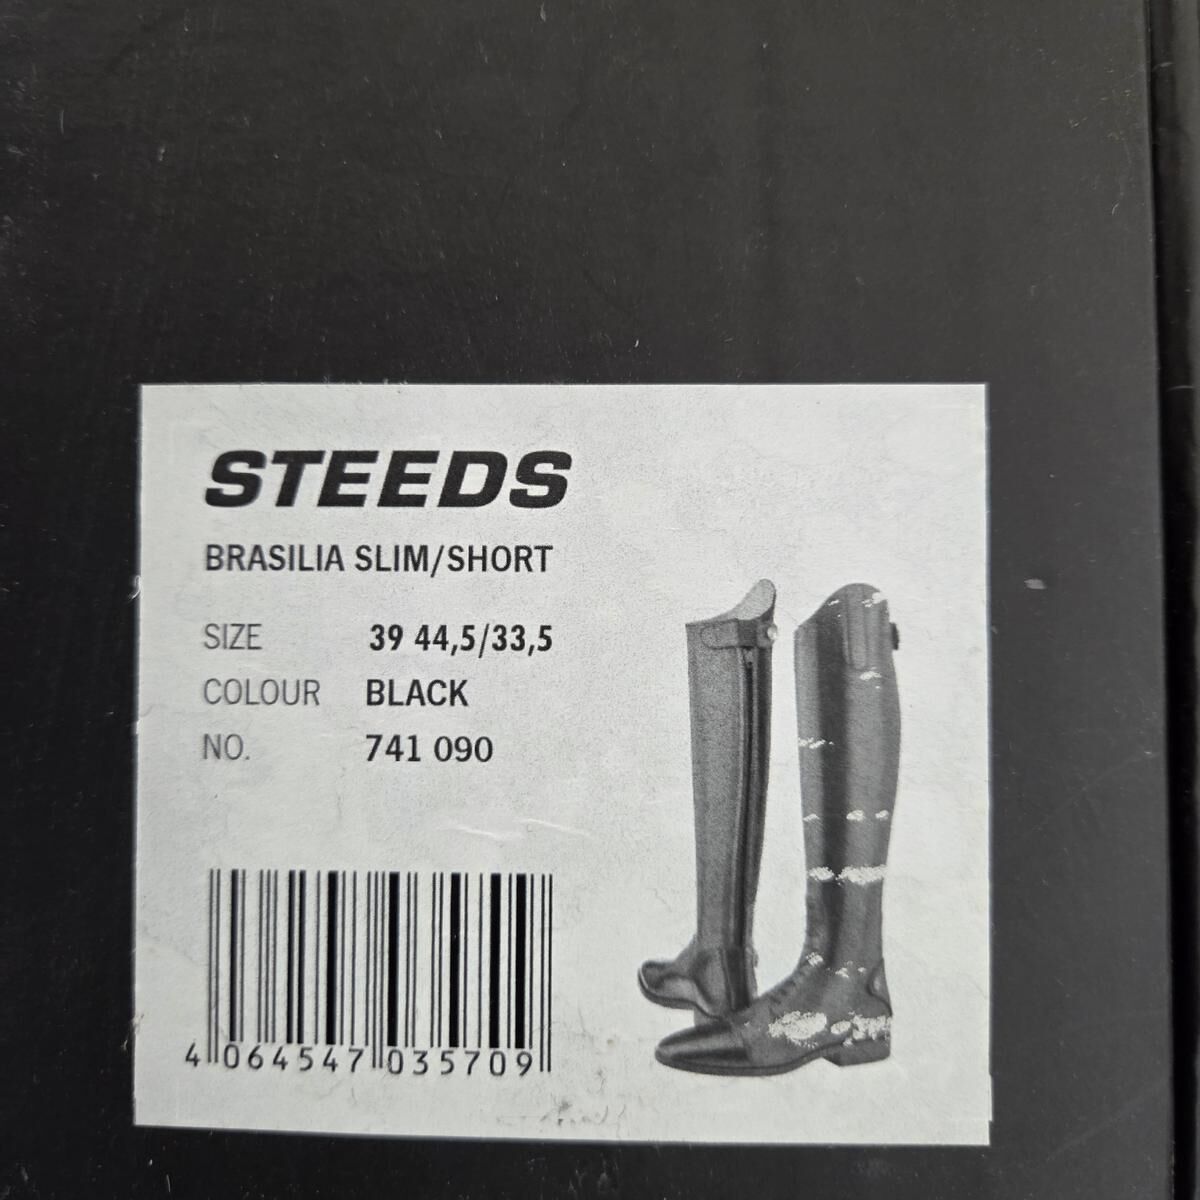 STEEDS
BRASILIA SLIM/SHORT
SIZE 39 44,5/33,5
COLOUR BLACK
NO. 741 090
4 064547 035709